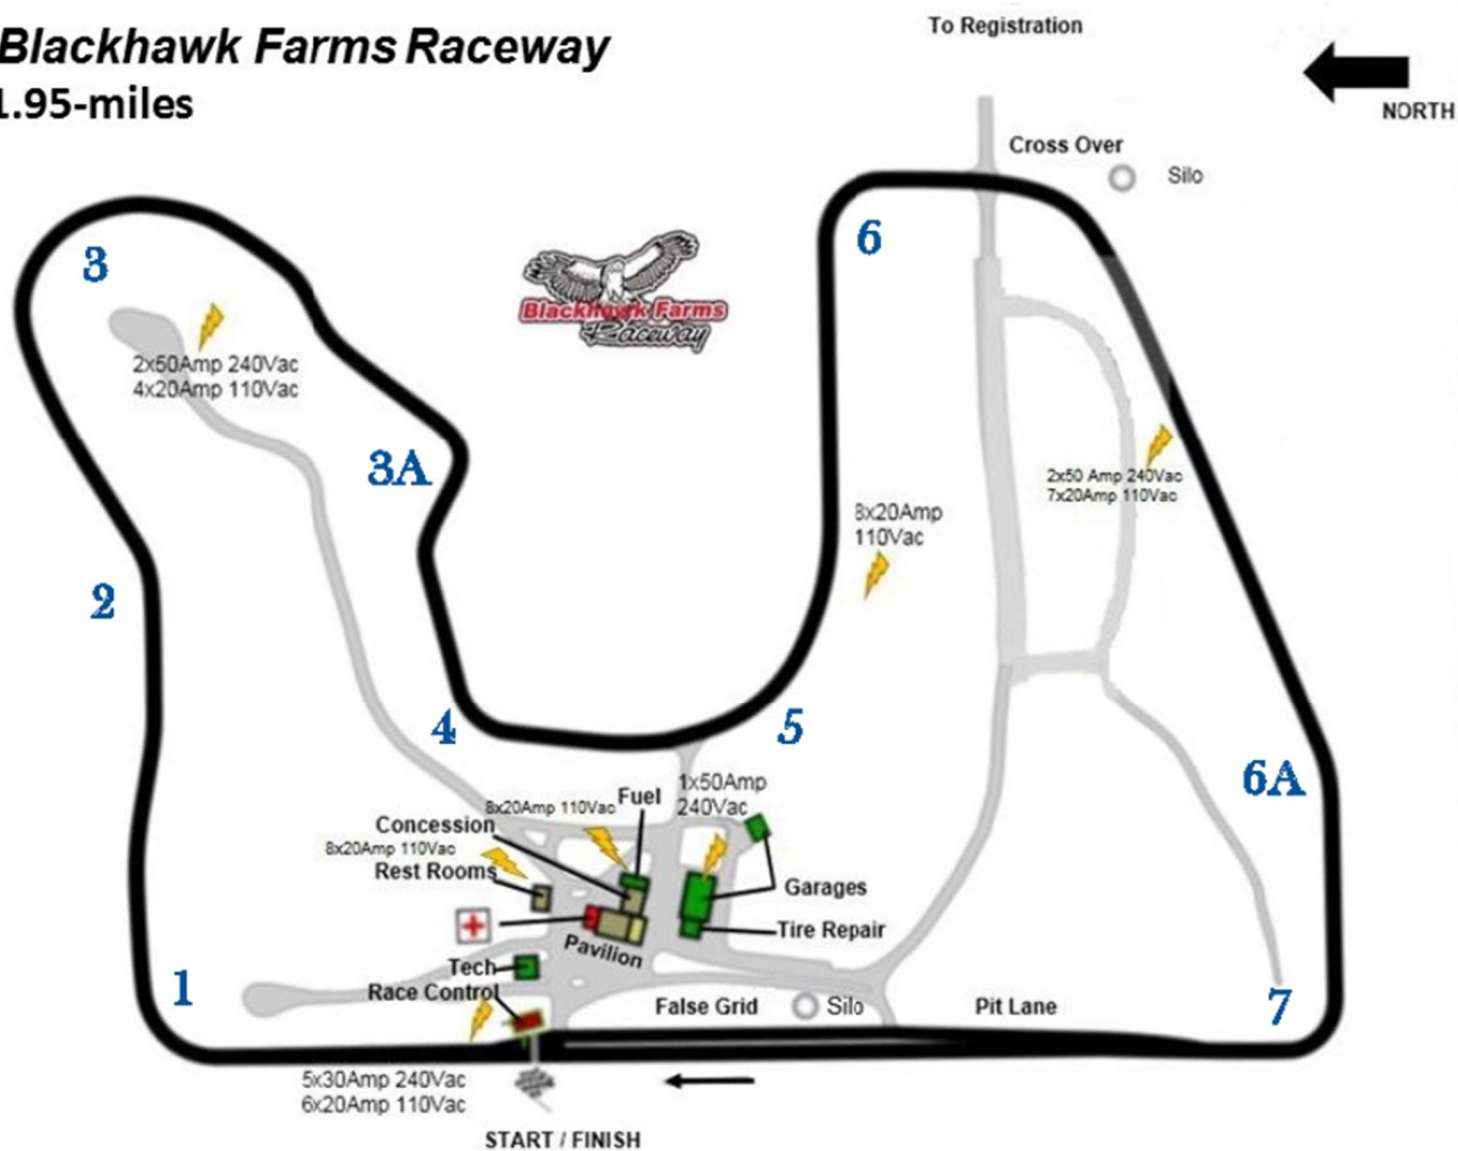 Blackhawk Farms Raceway
1.95-miles
To Registration
NORTH
Cross Over
Silo
3
6
Blackhawk Farms
Raceway
2x50Amp 240Vac
4x20Amp 110Vac
3A
2x50 Amp 240Vac
7x20Amp 110Vac
8x20Amp
110Vac
2
4
5
6A
1x50Amp
240Vac
Fuel
8x20Amp 110Vac
Concession
8x20Amp 110Vac
Rest Rooms
Garages
Tire Repair
Pavilion
Tech
Race Control
1
False Grid
Silo
Pit Lane
7
5x30Amp 240Vac
6x20Amp 110Vac
START / FINISH